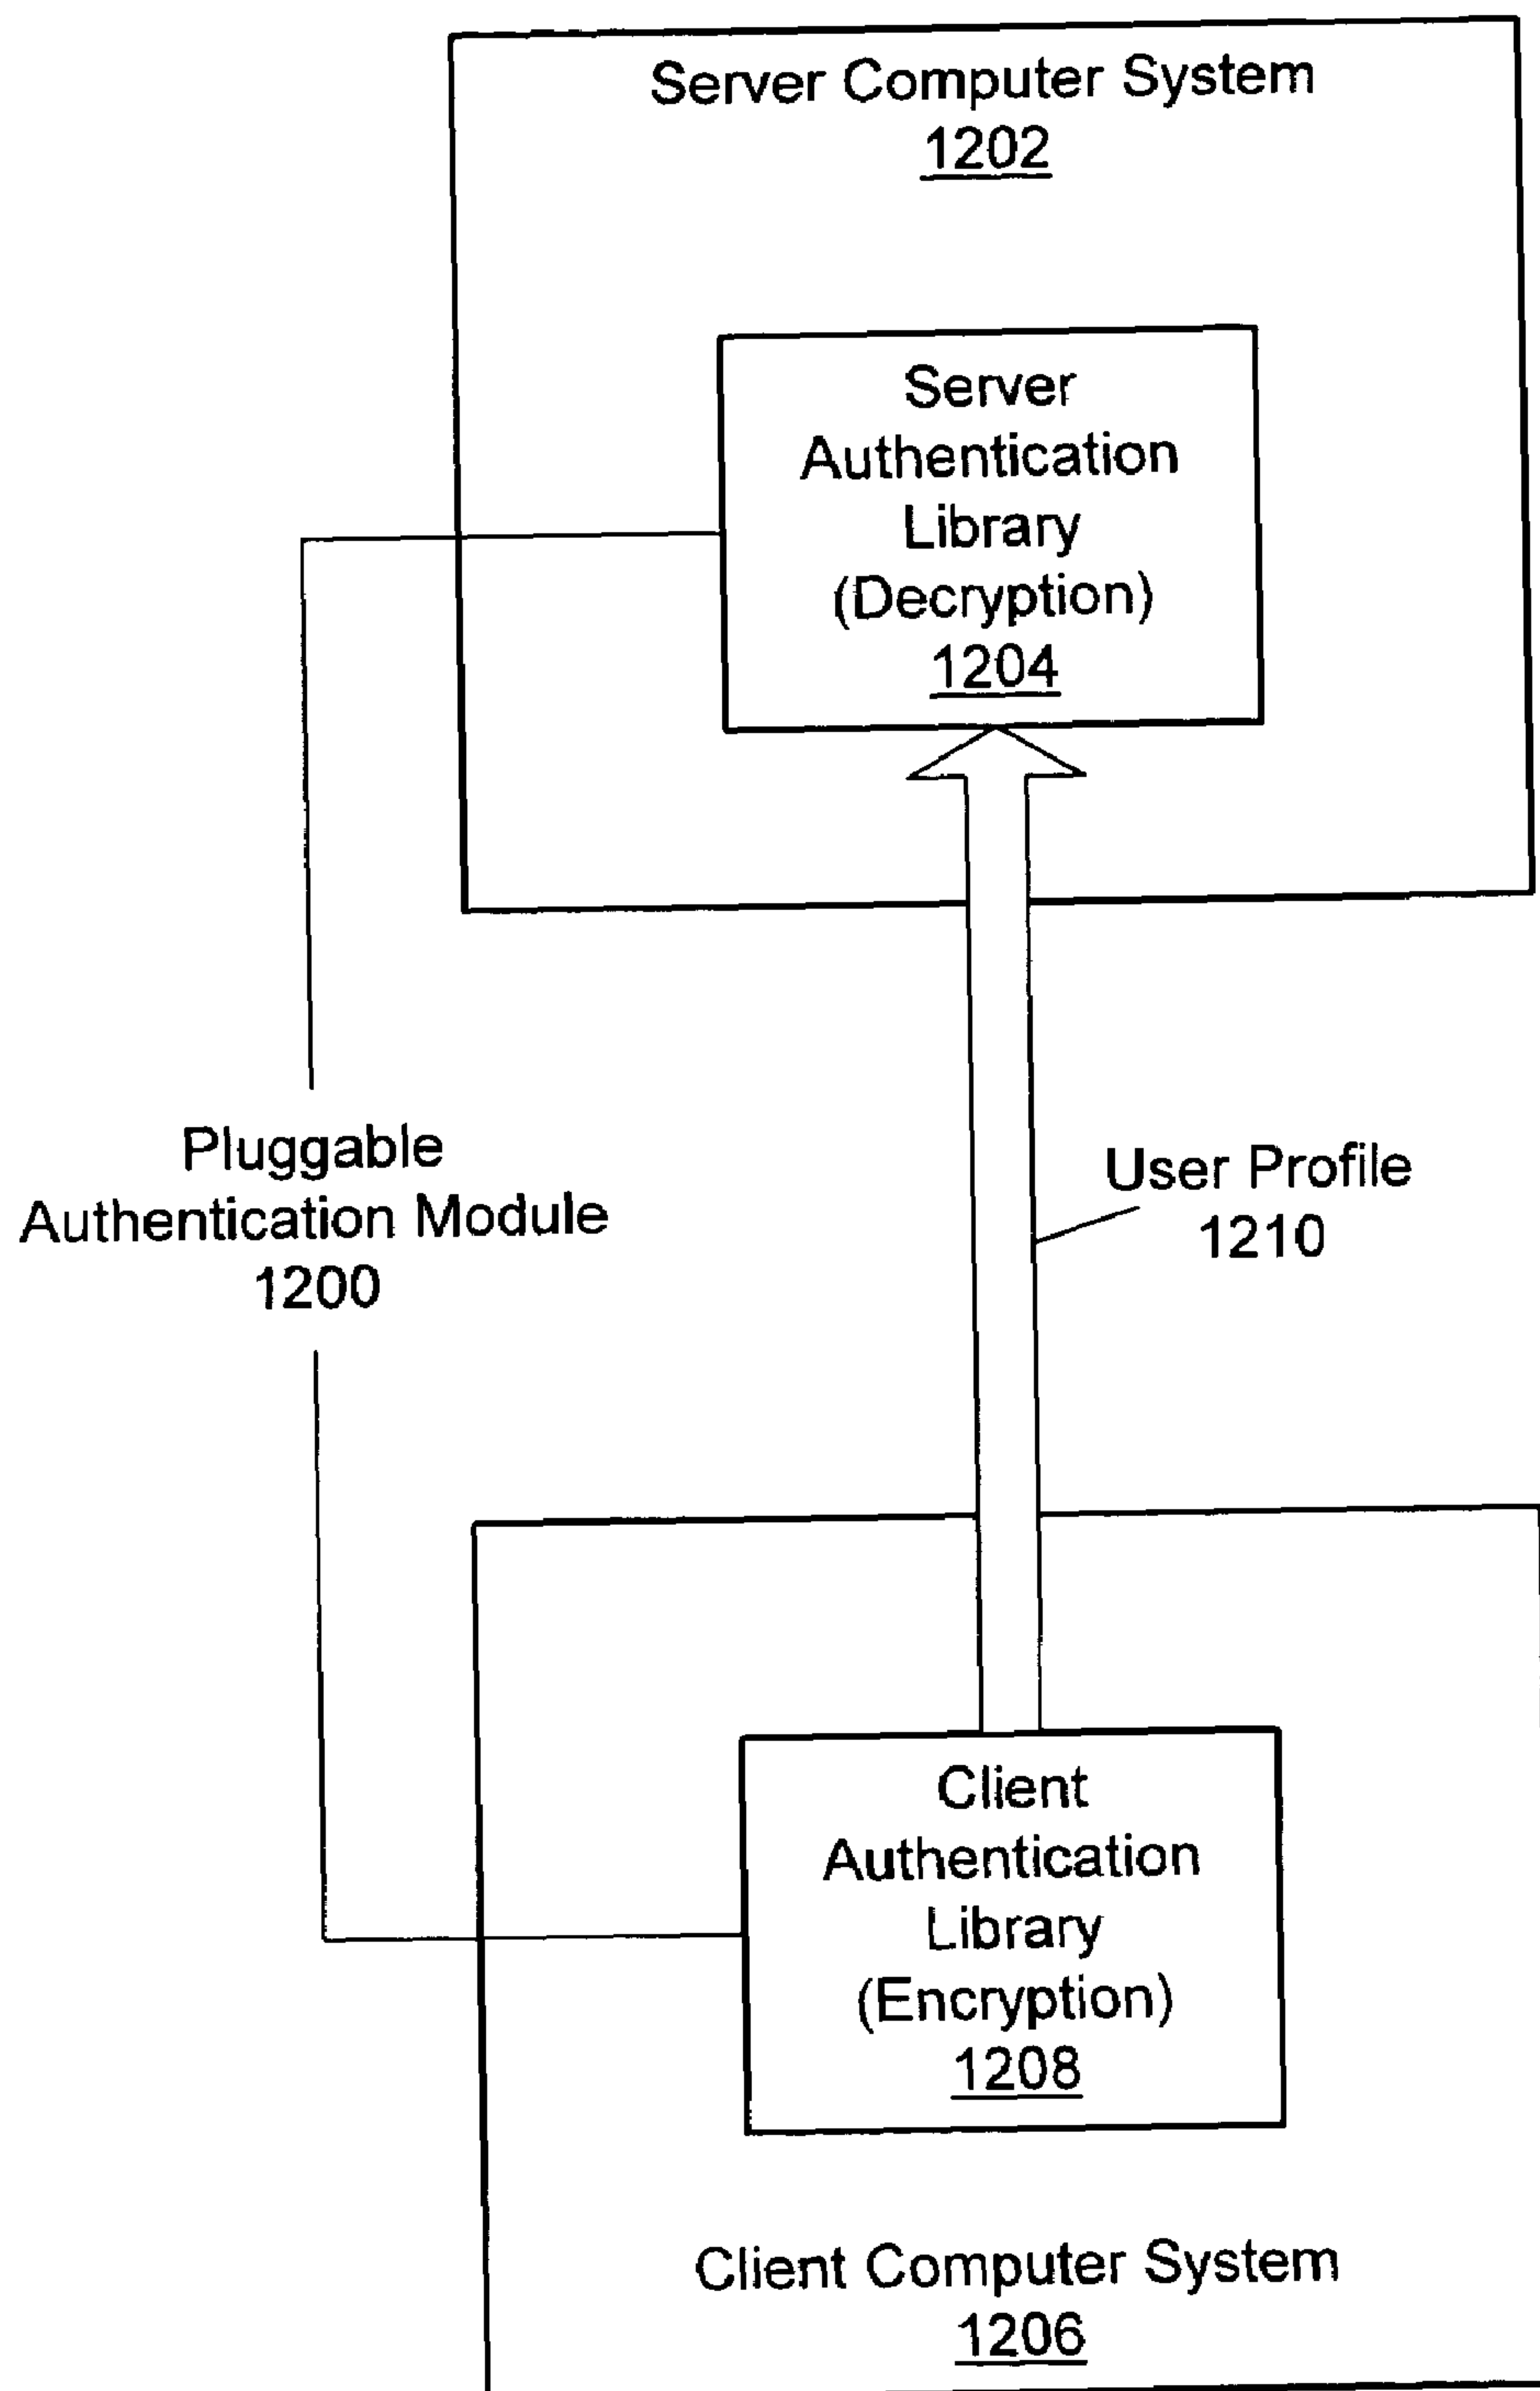 Server Computer System
1202
Server
Authentication
Library
(Decryption)
1204
Pluggable
Authentication Module
1200
User Profile
1210
Client
Authentication
Library
(Encryption)
1208
Client Computer System
1206